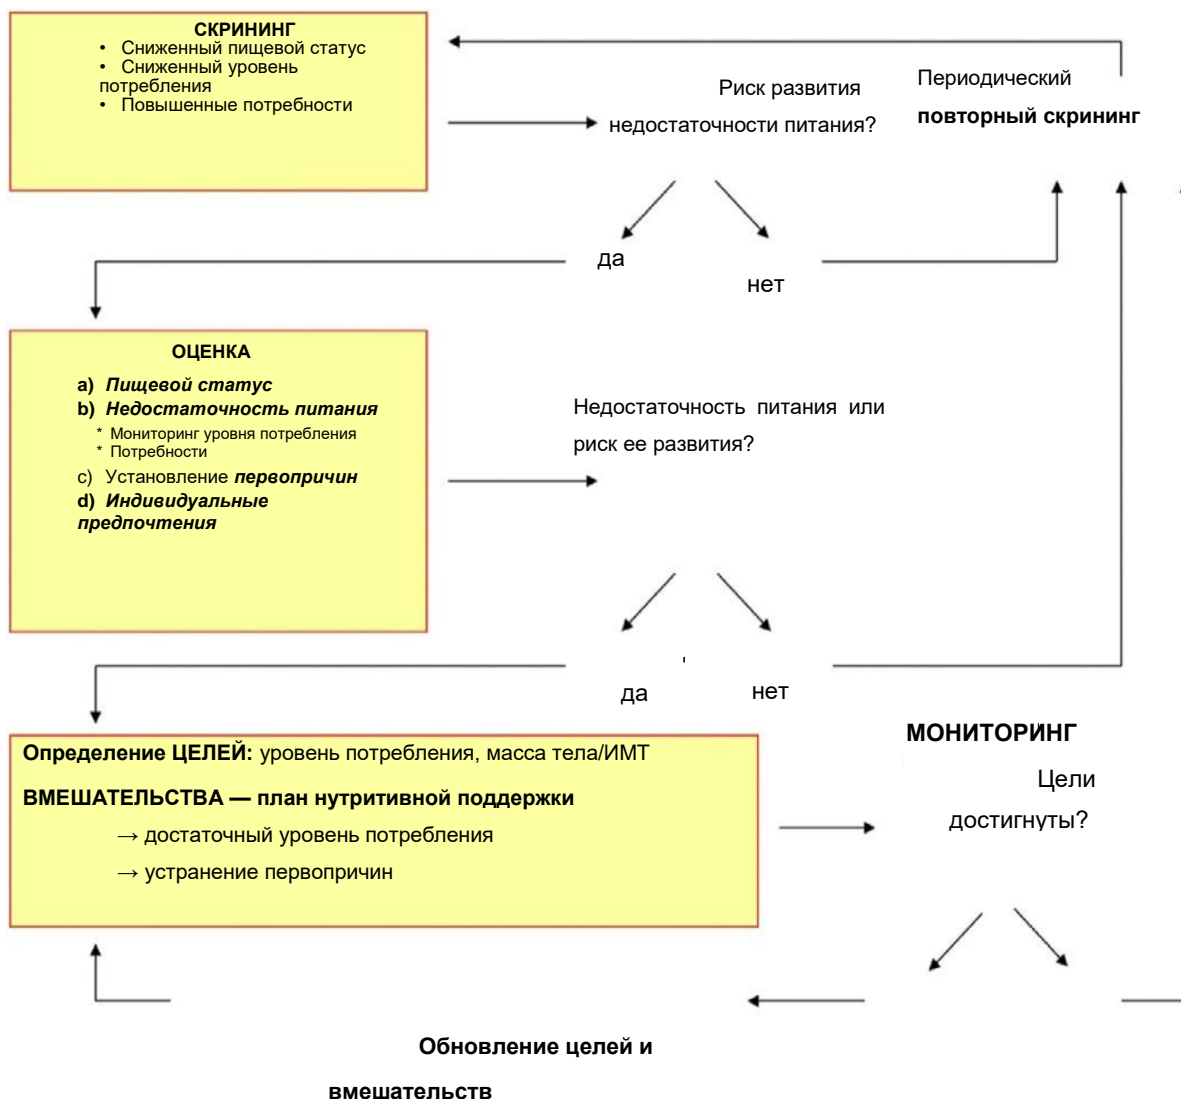 СКРИНИНГ
• Сниженный пищевой статус
• Сниженный уровень
потребления
• Повышенные потребности
Риск развития
недостаточности питания?
Периодический
повторный скрининг
да
нет
ОЦЕНКА
a) Пищевой статус
b) Недостаточность питания
* Мониторинг уровня потребления
* Потребности
c) Установление первопричин
d) Индивидуальные
предпочтения
Недостаточность питания или
риск ее развития?
да
нет
Определение ЦЕЛЕЙ: уровень потребления, масса тела/ИМТ
ВМЕШАТЕЛЬСТВА — план нутритивной поддержки
→ достаточный уровень потребления
→ устранение первопричин
МОНИТОРИНГ
Цели
достигнуты?
Обновление целей и
вмешательств